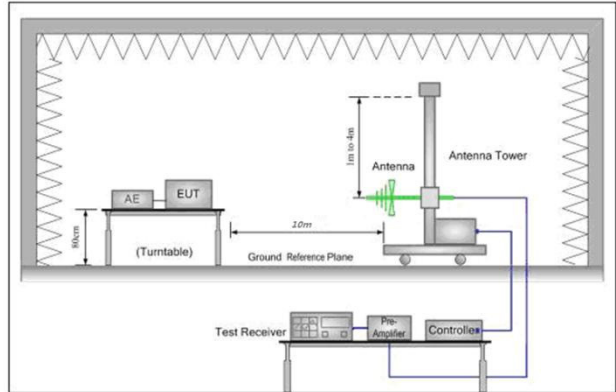 1m to 4m
Antenna
Antenna Tower
AE
EUT
80cm
(Turntable)
10m
Ground Reference Plane
Test Receiver
Pre-
Amplifier
Controller